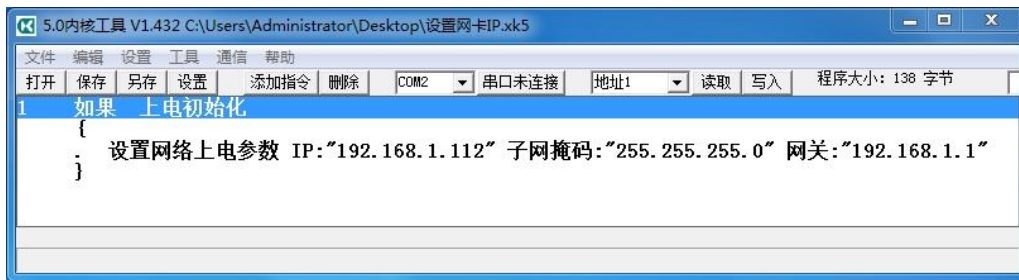 5.0内核工具 V1.432 C:\Users\Administrator\Desktop\设置网卡IP.xk5
文件 编辑 设置 工具 通信 帮助
打开 保存 另存 设置 添加指令 删除 COM2 串口未连接 地址1 读取 写入 程序大小: 138 字节
1 如果 上电初始化
{
. 设置网络上电参数 IP:"192.168.1.112" 子网掩码:"255.255.255.0" 网关:"192.168.1.1"
}